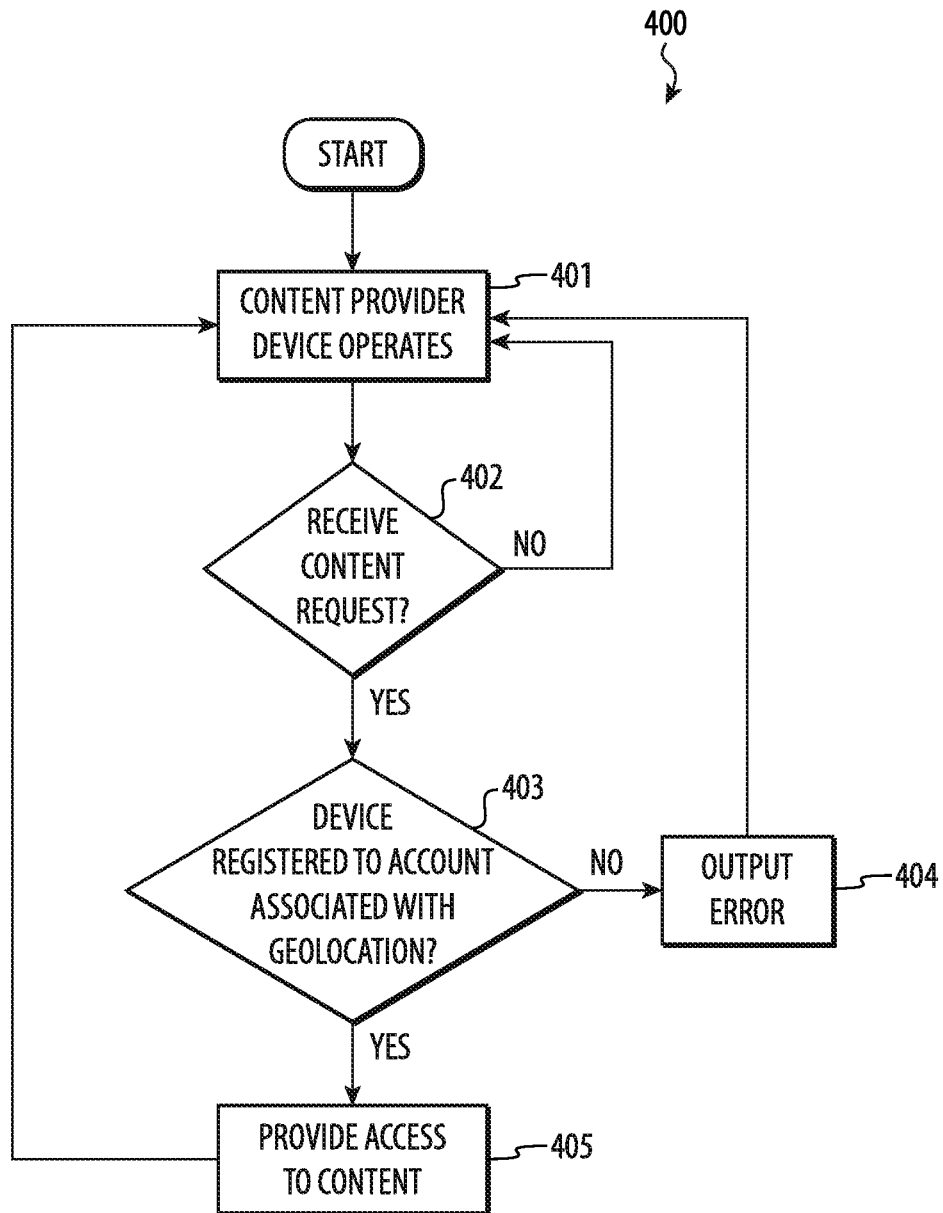 400
START
CONTENT PROVIDER
DEVICE OPERATES
401
RECEIVE
CONTENT
REQUEST?
402
NO
YES
DEVICE
REGISTERED TO ACCOUNT
ASSOCIATED WITH
GEOLOCATION?
403
NO
OUTPUT
ERROR
404
YES
PROVIDE ACCESS
TO CONTENT
405